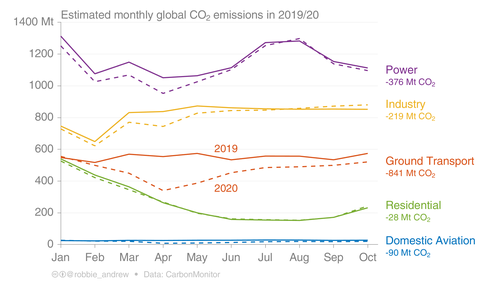 Estimated monthly global CO₂ emissions in 2019/20
1400 Mt
1200
1000
800
600
400
200
0
Jan Feb Mar Apr May Jun Jul Aug Sep Oct
2019
2020
Power
-376 Mt CO₂
Industry
-219 Mt CO₂
Ground Transport
-841 Mt CO₂
Residential
-28 Mt CO₂
Domestic Aviation
-90 Mt CO₂
@robbie_andrew • Data: CarbonMonitor